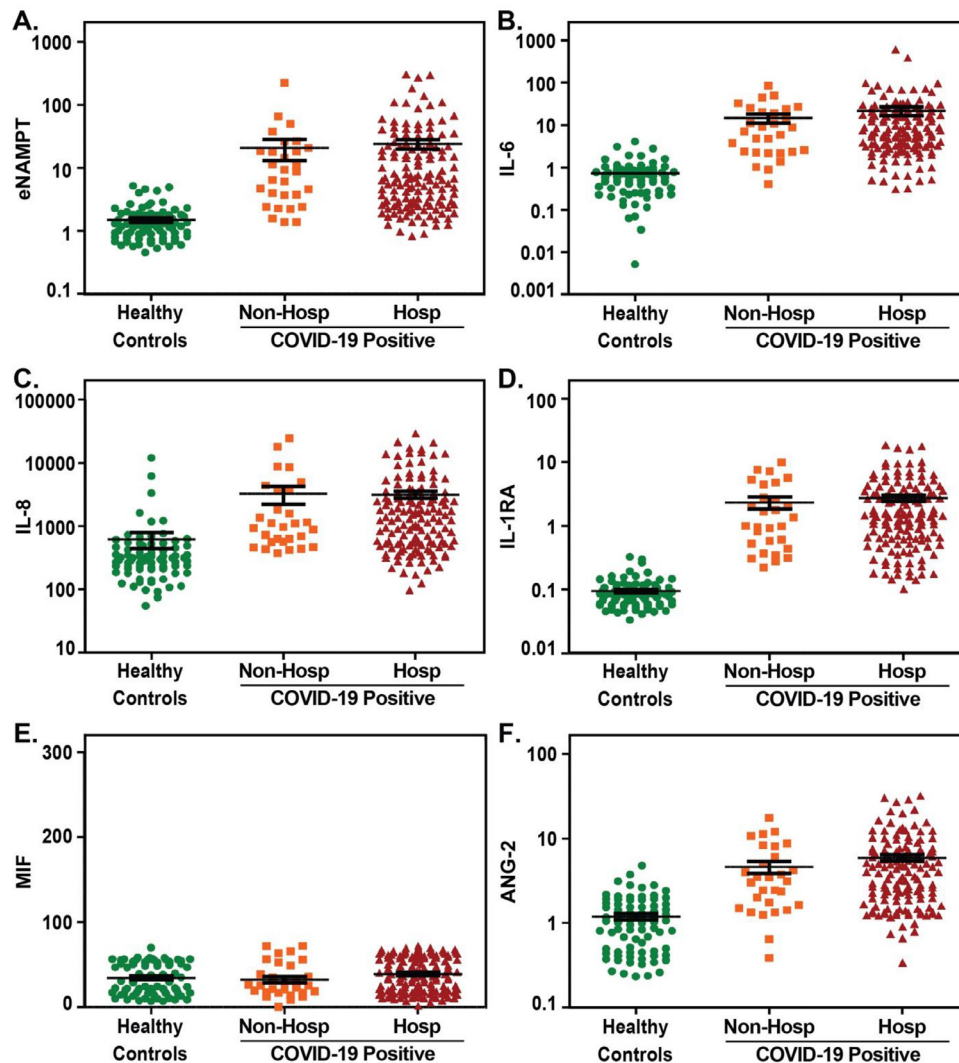 A.
1000
100
10
1
0.1
eNAMPT
Healthy Controls
Non-Hosp
Hosp
COVID-19 Positive
B.
1000
100
10
1
0.1
0.01
0.001
IL-6
Healthy Controls
Non-Hosp
Hosp
COVID-19 Positive
C.
100000
10000
1000
100
10
IL-8
Healthy Controls
Non-Hosp
Hosp
COVID-19 Positive
D.
100
10
1
0.1
0.01
IL-1RA
Healthy Controls
Non-Hosp
Hosp
COVID-19 Positive
E.
300
200
100
0
MIF
Healthy Controls
Non-Hosp
Hosp
COVID-19 Positive
F.
100
10
1
0.1
ANG-2
Healthy Controls
Non-Hosp
Hosp
COVID-19 Positive